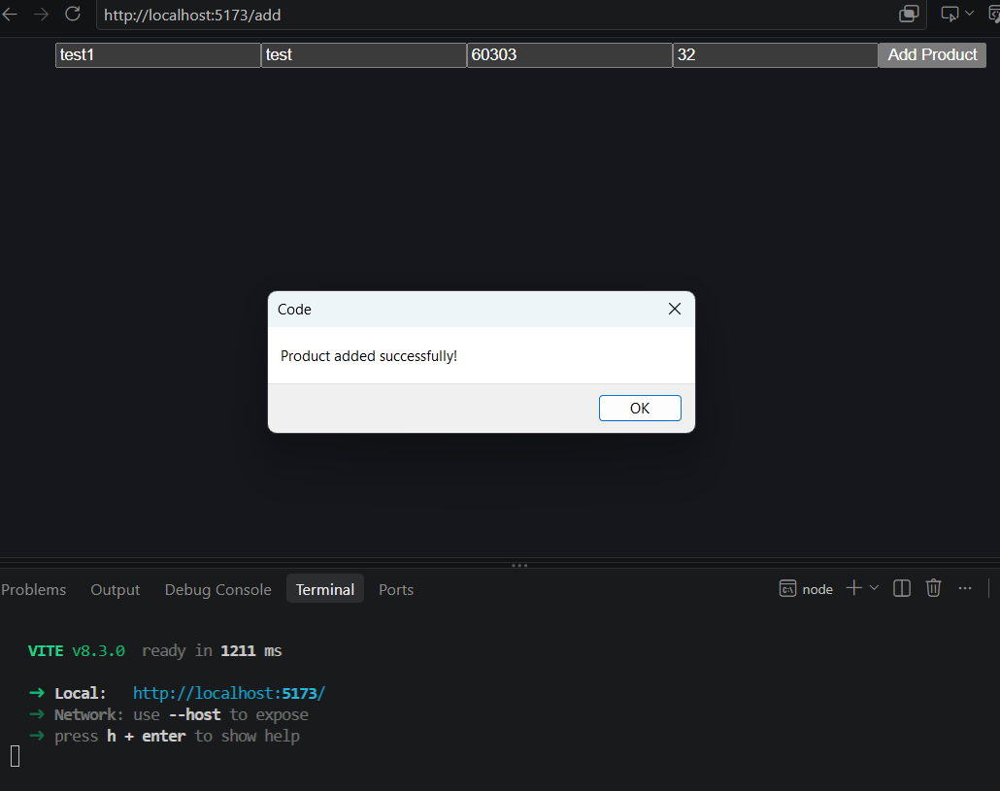 http://localhost:5173/add
test1 test 60303 32 Add Product
Code
Product added successfully!
OK
Problems Output Debug Console Terminal Ports node
VITE v8.3.0 ready in 1211 ms
➜ Local: http://localhost:5173/
➜ Network: use --host to expose
➜ press h + enter to show help